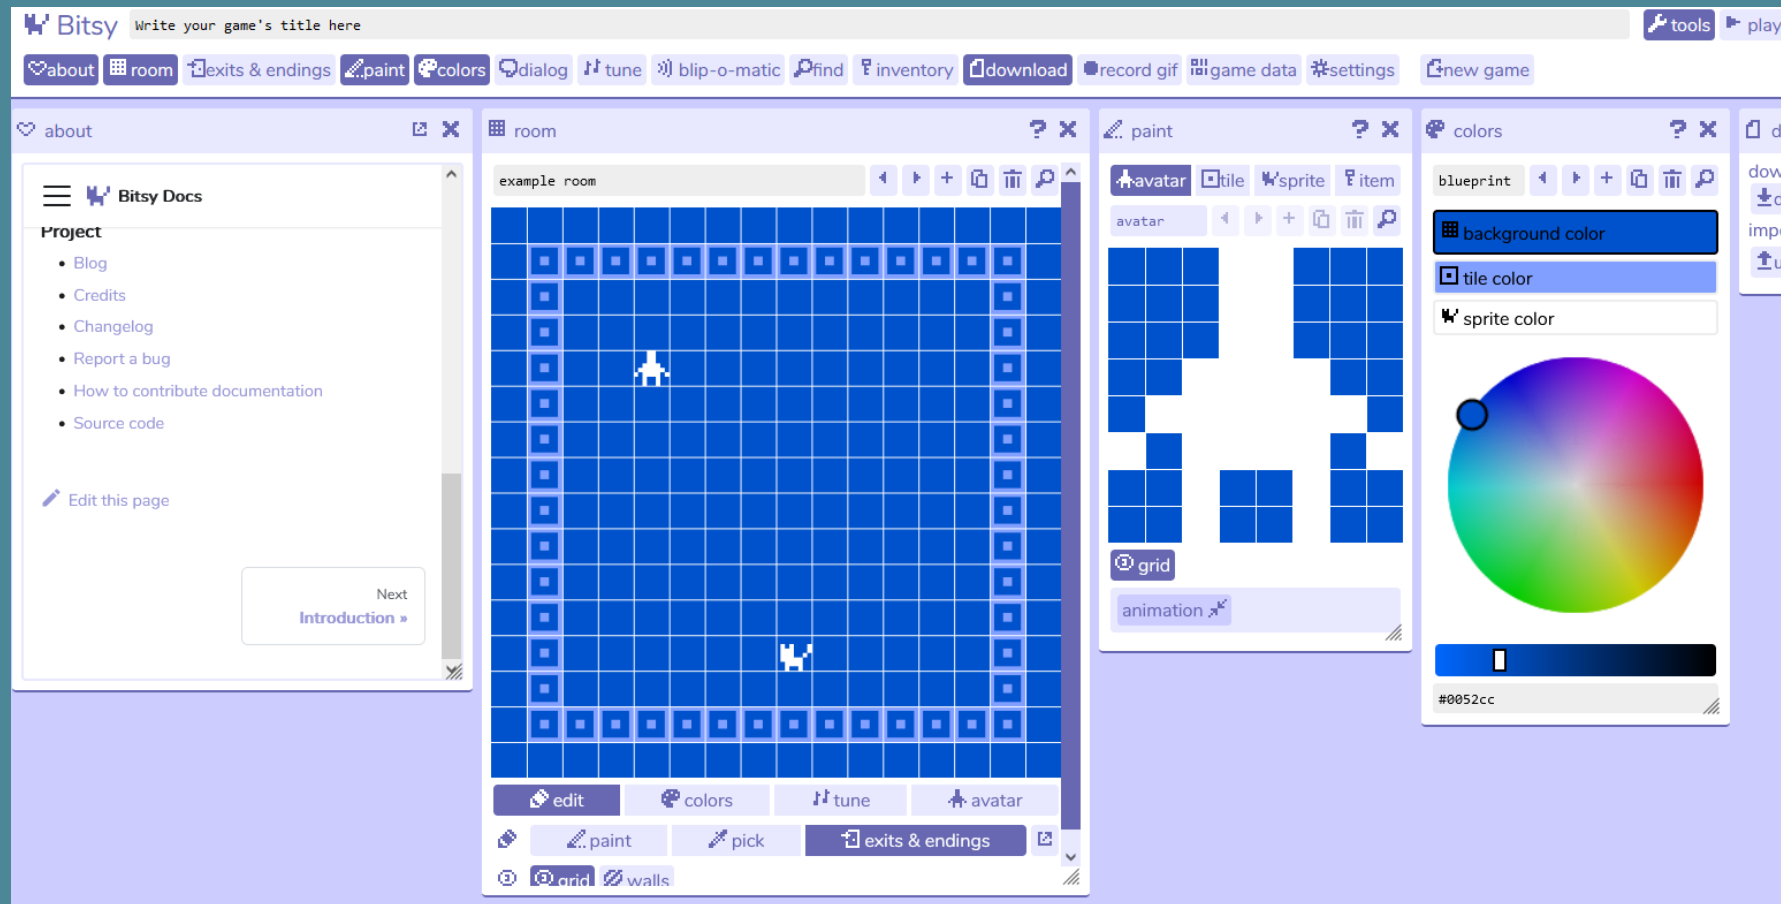 Bitsy
Write your game's title here
tools
play
about
room
exits & endings
paint
colors
dialog
tune
blip-o-matic
find
inventory
download
record gif
game data
settings
new game
about
Bitsy Docs
Project
Blog
Credits
Changelog
Report a bug
How to contribute documentation
Source code
Edit this page
Next
Introduction »
room
example room
edit
colors
tune
avatar
paint
pick
exits & endings
grid
walls
paint
avatar
tile
sprite
item
avatar
grid
animation
colors
blueprint
background color
tile color
sprite color
#0052cc